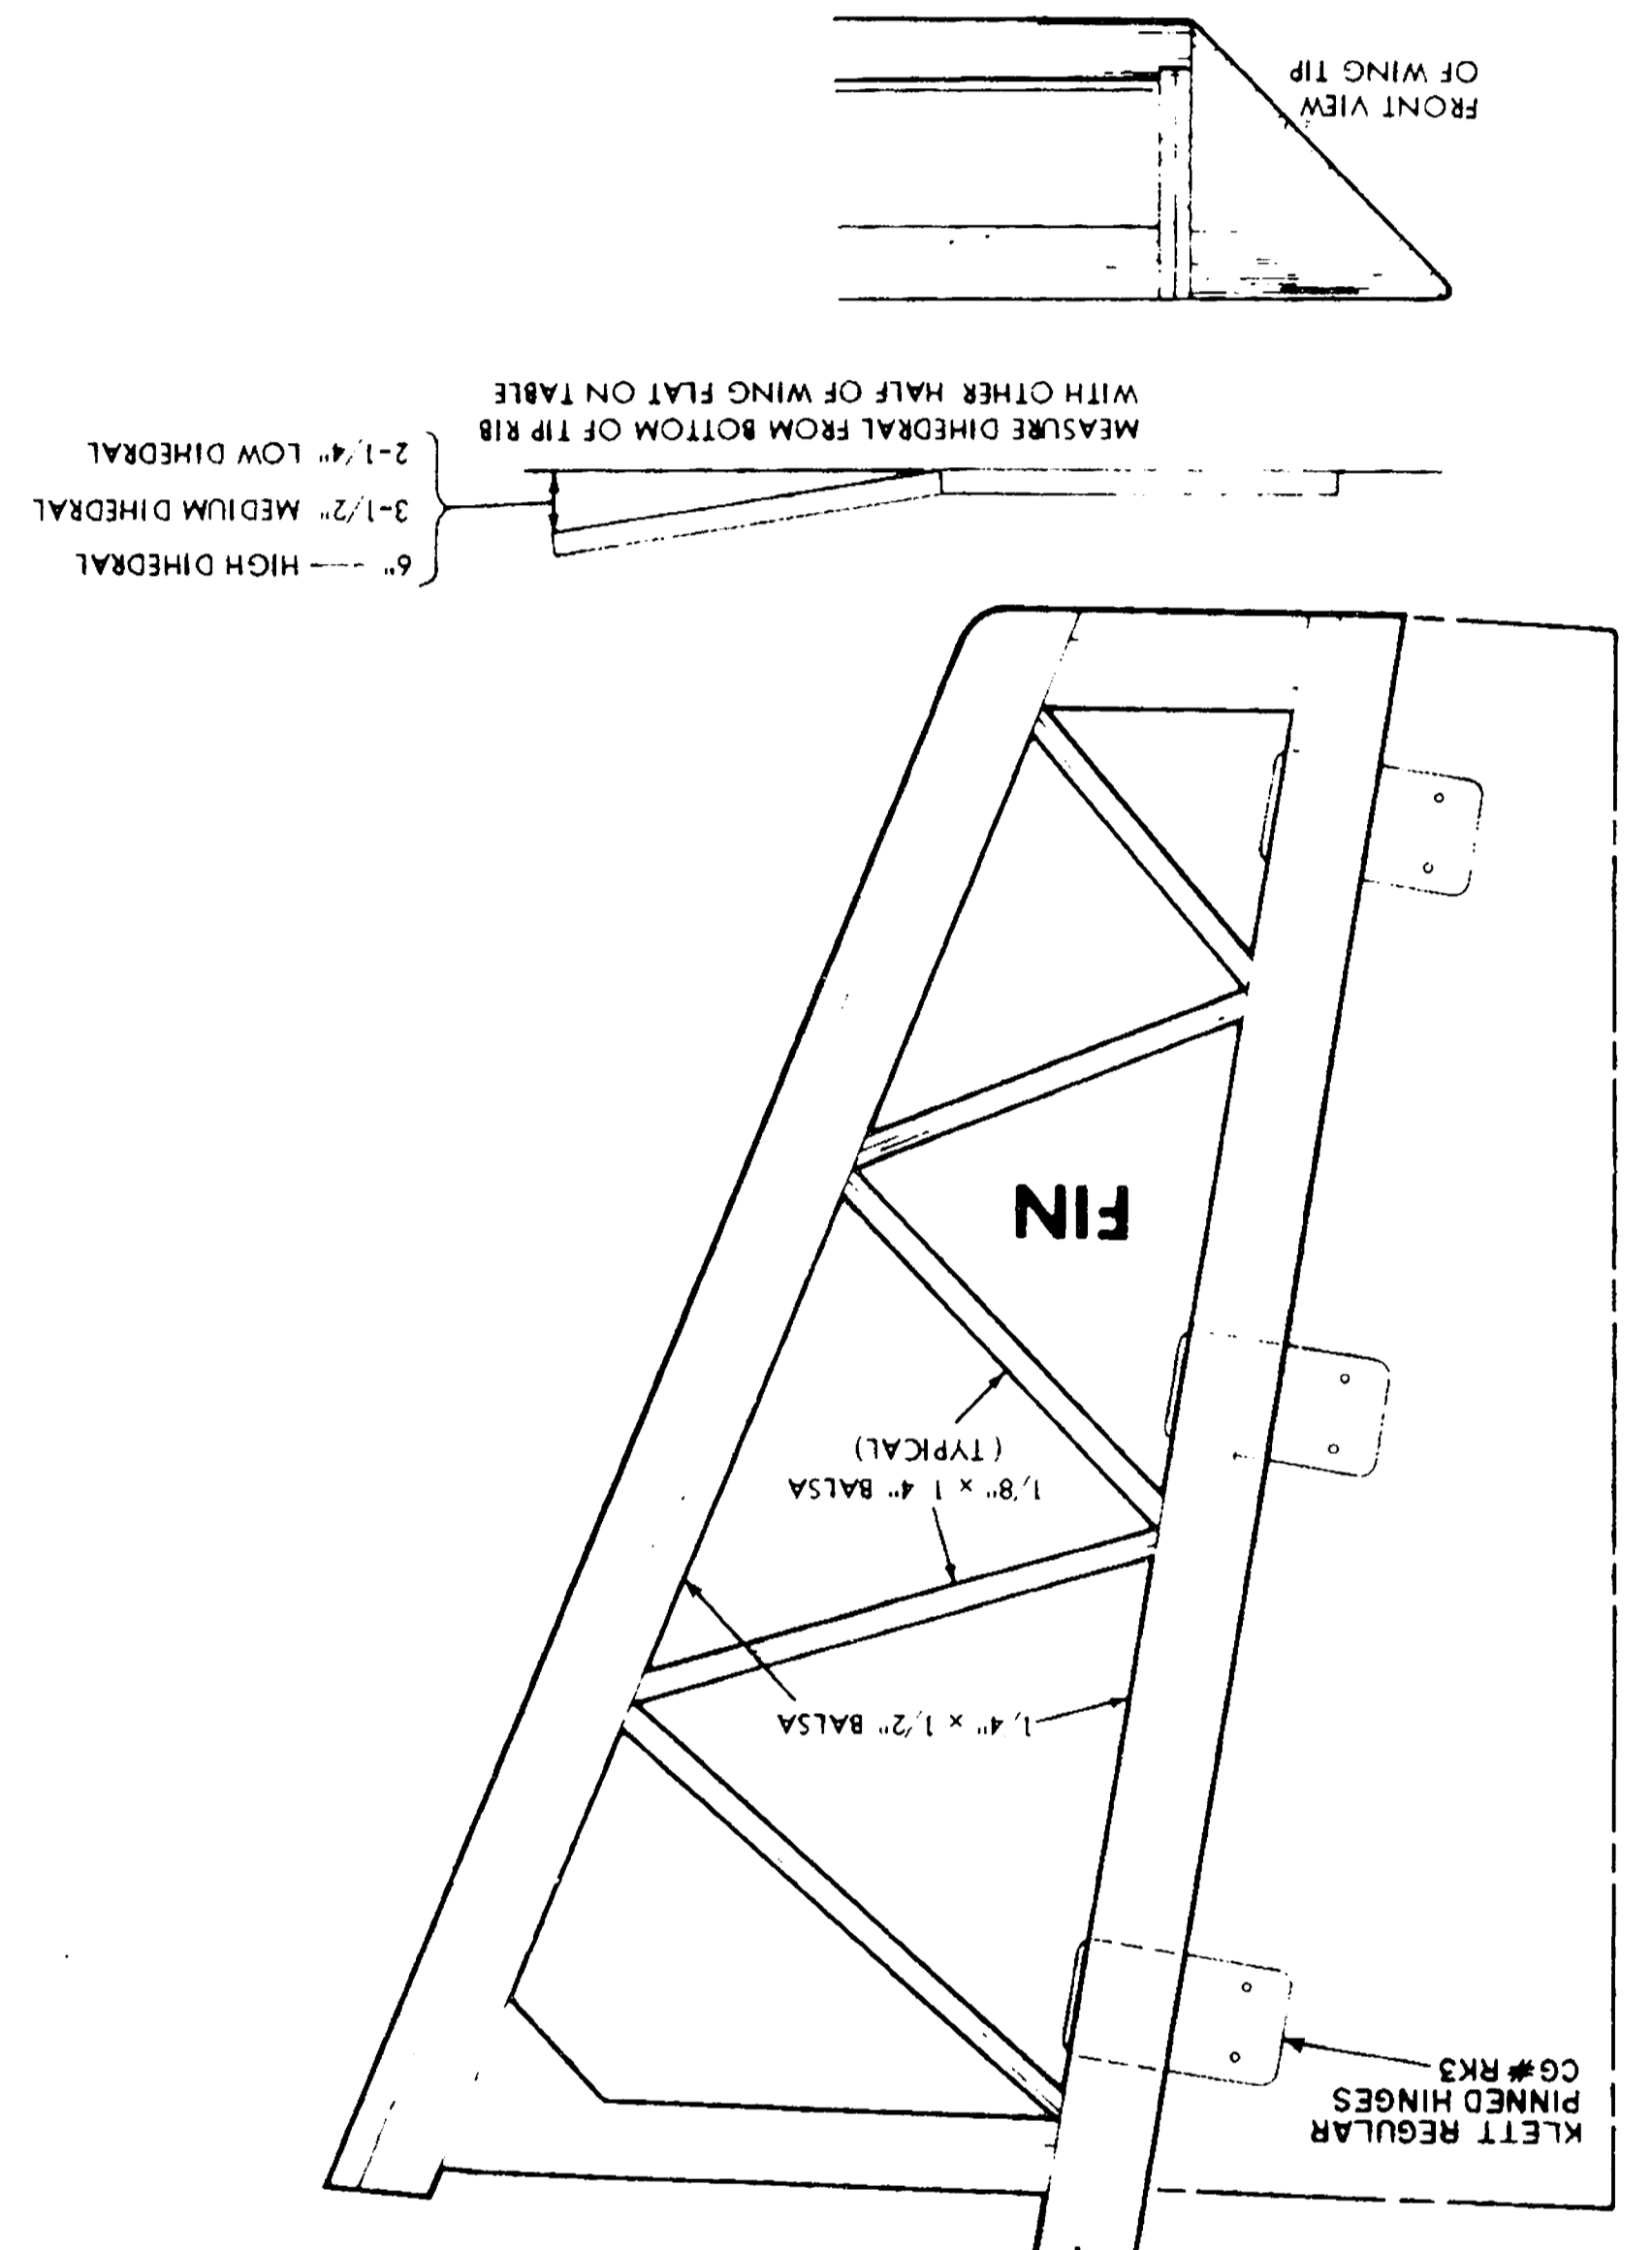 KLETT REGULAR
PINNED HINGES
CG# RK3
1/4" x 1/2" BALSA
1/8" x 1 4" BALSA
(TYPICAL)
FIN
6" --- HIGH DIHEDRAL
3-1/2" MEDIUM DIHEDRAL
2-1/4" LOW DIHEDRAL
MEASURE DIHEDRAL FROM BOTTOM OF TIP RIB
WITH OTHER HALF OF WING FLAT ON TABLE
FRONT VIEW
OF WING TIP